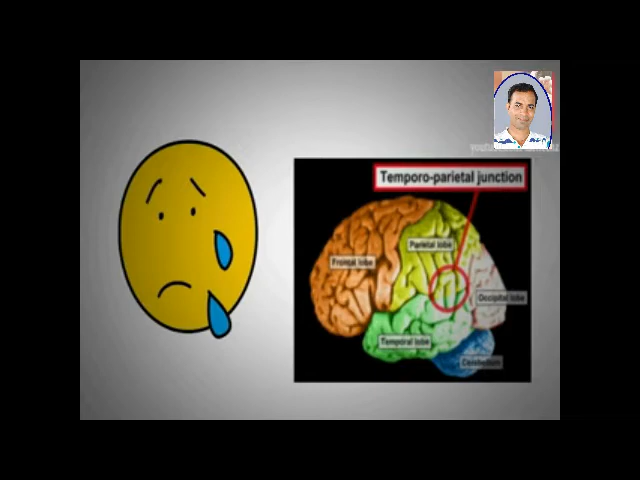 Temporo-parietal junction
Parietal lobe
Frontal lobe
Occipital lobe
Temporal lobe
Cerebellum